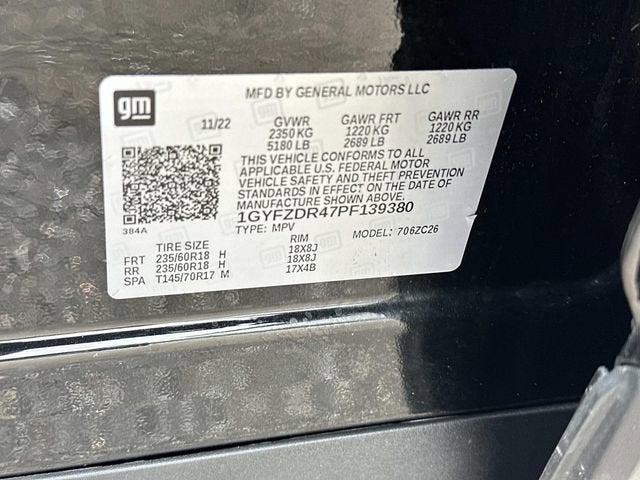 gm
MFD BY GENERAL MOTORS LLC
11/22 GVWR GAWR FRT GAWR RR
2350 KG 1220 KG 1220 KG
5180 LB 2689 LB 2689 LB
THIS VEHICLE CONFORMS TO ALL
APPLICABLE U.S. FEDERAL MOTOR
VEHICLE SAFETY AND THEFT PREVENTION
STANDARDS IN EFFECT ON THE DATE OF
MANUFACTURE SHOWN ABOVE.
1GYFZDR47PF139380
384A
TYPE: MPV MODEL: 706ZC26
TIRE SIZE RIM
FRT 235/60R18 H 18X8J
RR 235/60R18 H 18X8J
SPA T145/70R17 M 17X4B